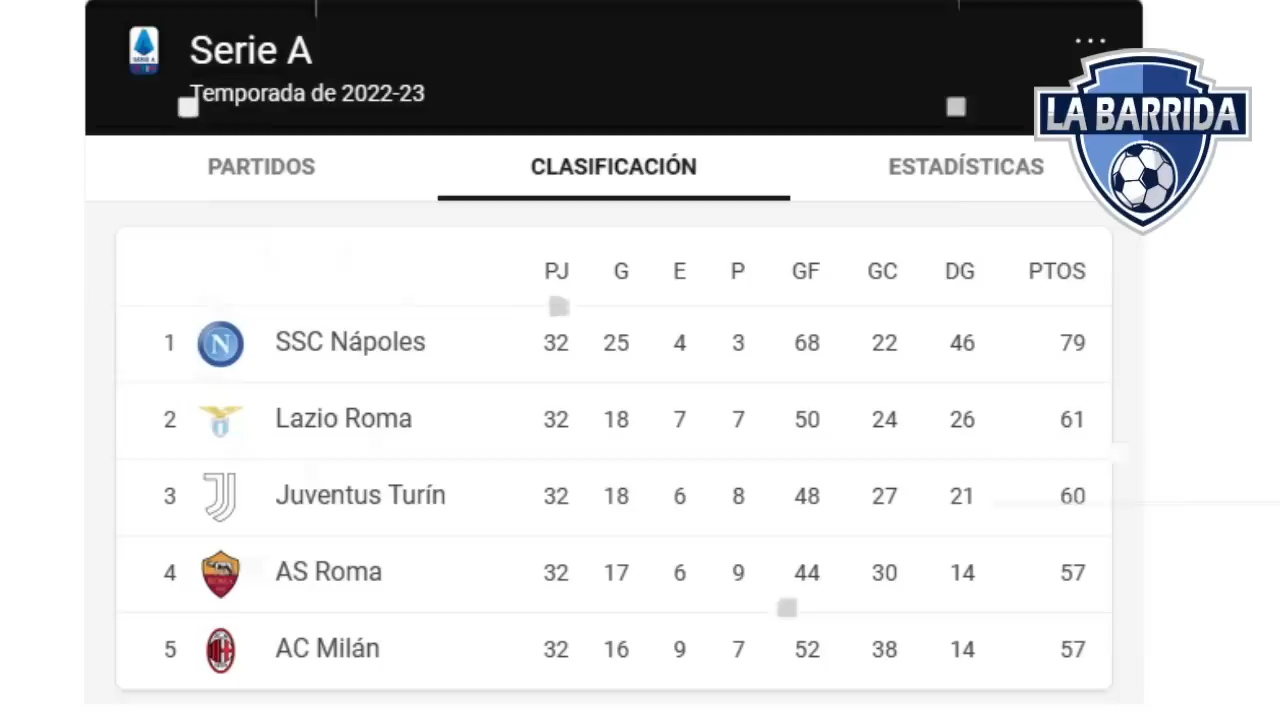 Serie A
Temporada de 2022-23
LA BARRIDA
PARTIDOS CLASIFICACIÓN ESTADÍSTICAS
PJ G E P GF GC DG PTOS
1 N SSC Nápoles 32 25 4 3 68 22 46 79
2 Lazio Roma 32 18 7 7 50 24 26 61
3 Juventus Turín 32 18 6 8 48 27 21 60
4 AS Roma 32 17 6 9 44 30 14 57
5 AC Milán 32 16 9 7 52 38 14 57